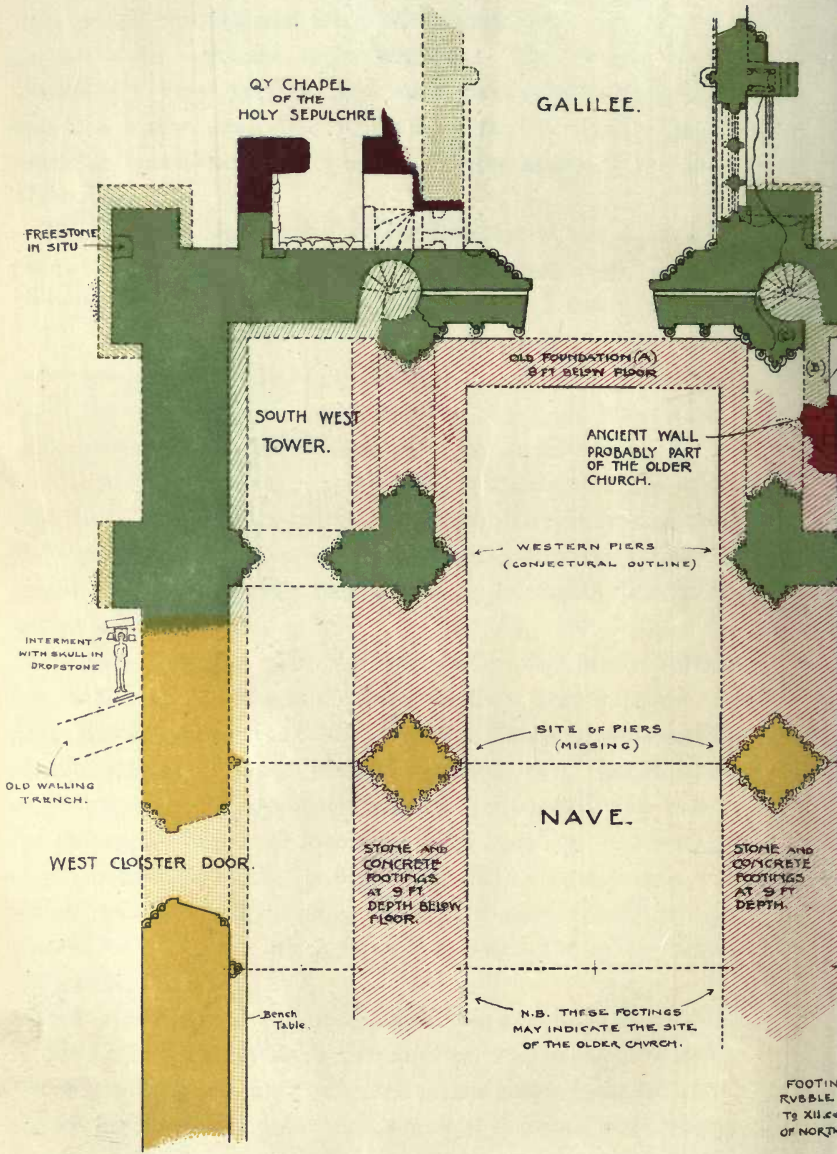 QY CHAPEL
OF THE
HOLY SEPULCHRE
GALILEE.
FREESTONE
IN SITU
OLD FOUNDATION (A)
9 FT BELOW FLOOR
(B)
SOUTH WEST
TOWER.
ANCIENT WALL
PROBABLY PART
OF THE OLDER
CHURCH.
WESTERN PIERS
(CONJECTURAL OUTLINE)
INTERMENT
WITH SKULL IN
DROPSTONE
SITE OF PIERS
(MISSING)
OLD WALLING
TRENCH.
NAVE.
WEST CLOISTER DOOR.
STONE AND
CONCRETE
FOOTINGS
AT 9 FT
DEPTH BELOW
FLOOR.
STONE AND
CONCRETE
FOOTINGS
AT 9 FT
DEPTH.
Bench
Table.
N.B. THESE FOOTINGS
MAY INDICATE THE SITE
OF THE OLDER CHVRCH.
FOOTIN
RVBBLE
OF NORTH